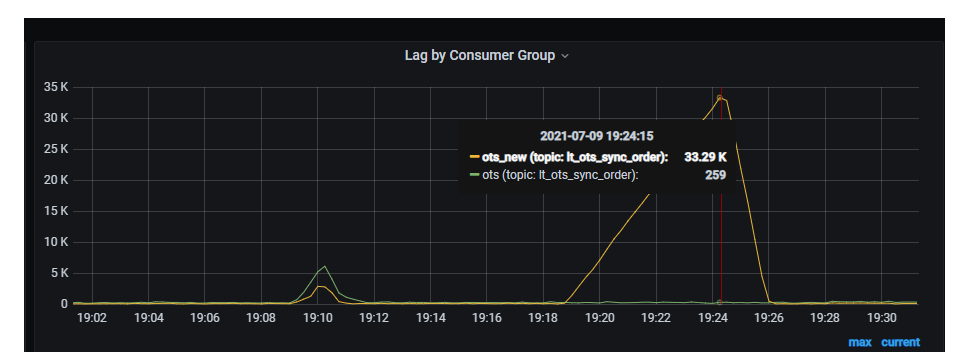 Lag by Consumer Group
35 K
30 K
25 K
20 K
15 K
10 K
5 K
0
2021-07-09 19:24:15
ots_new (topic: lt_ots_sync_order): 33.29 K
ots (topic: lt_ots_sync_order): 259
19:02 19:04 19:06 19:08 19:10 19:12 19:14 19:16 19:18 19:20 19:22 19:24 19:26 19:28 19:30
max current